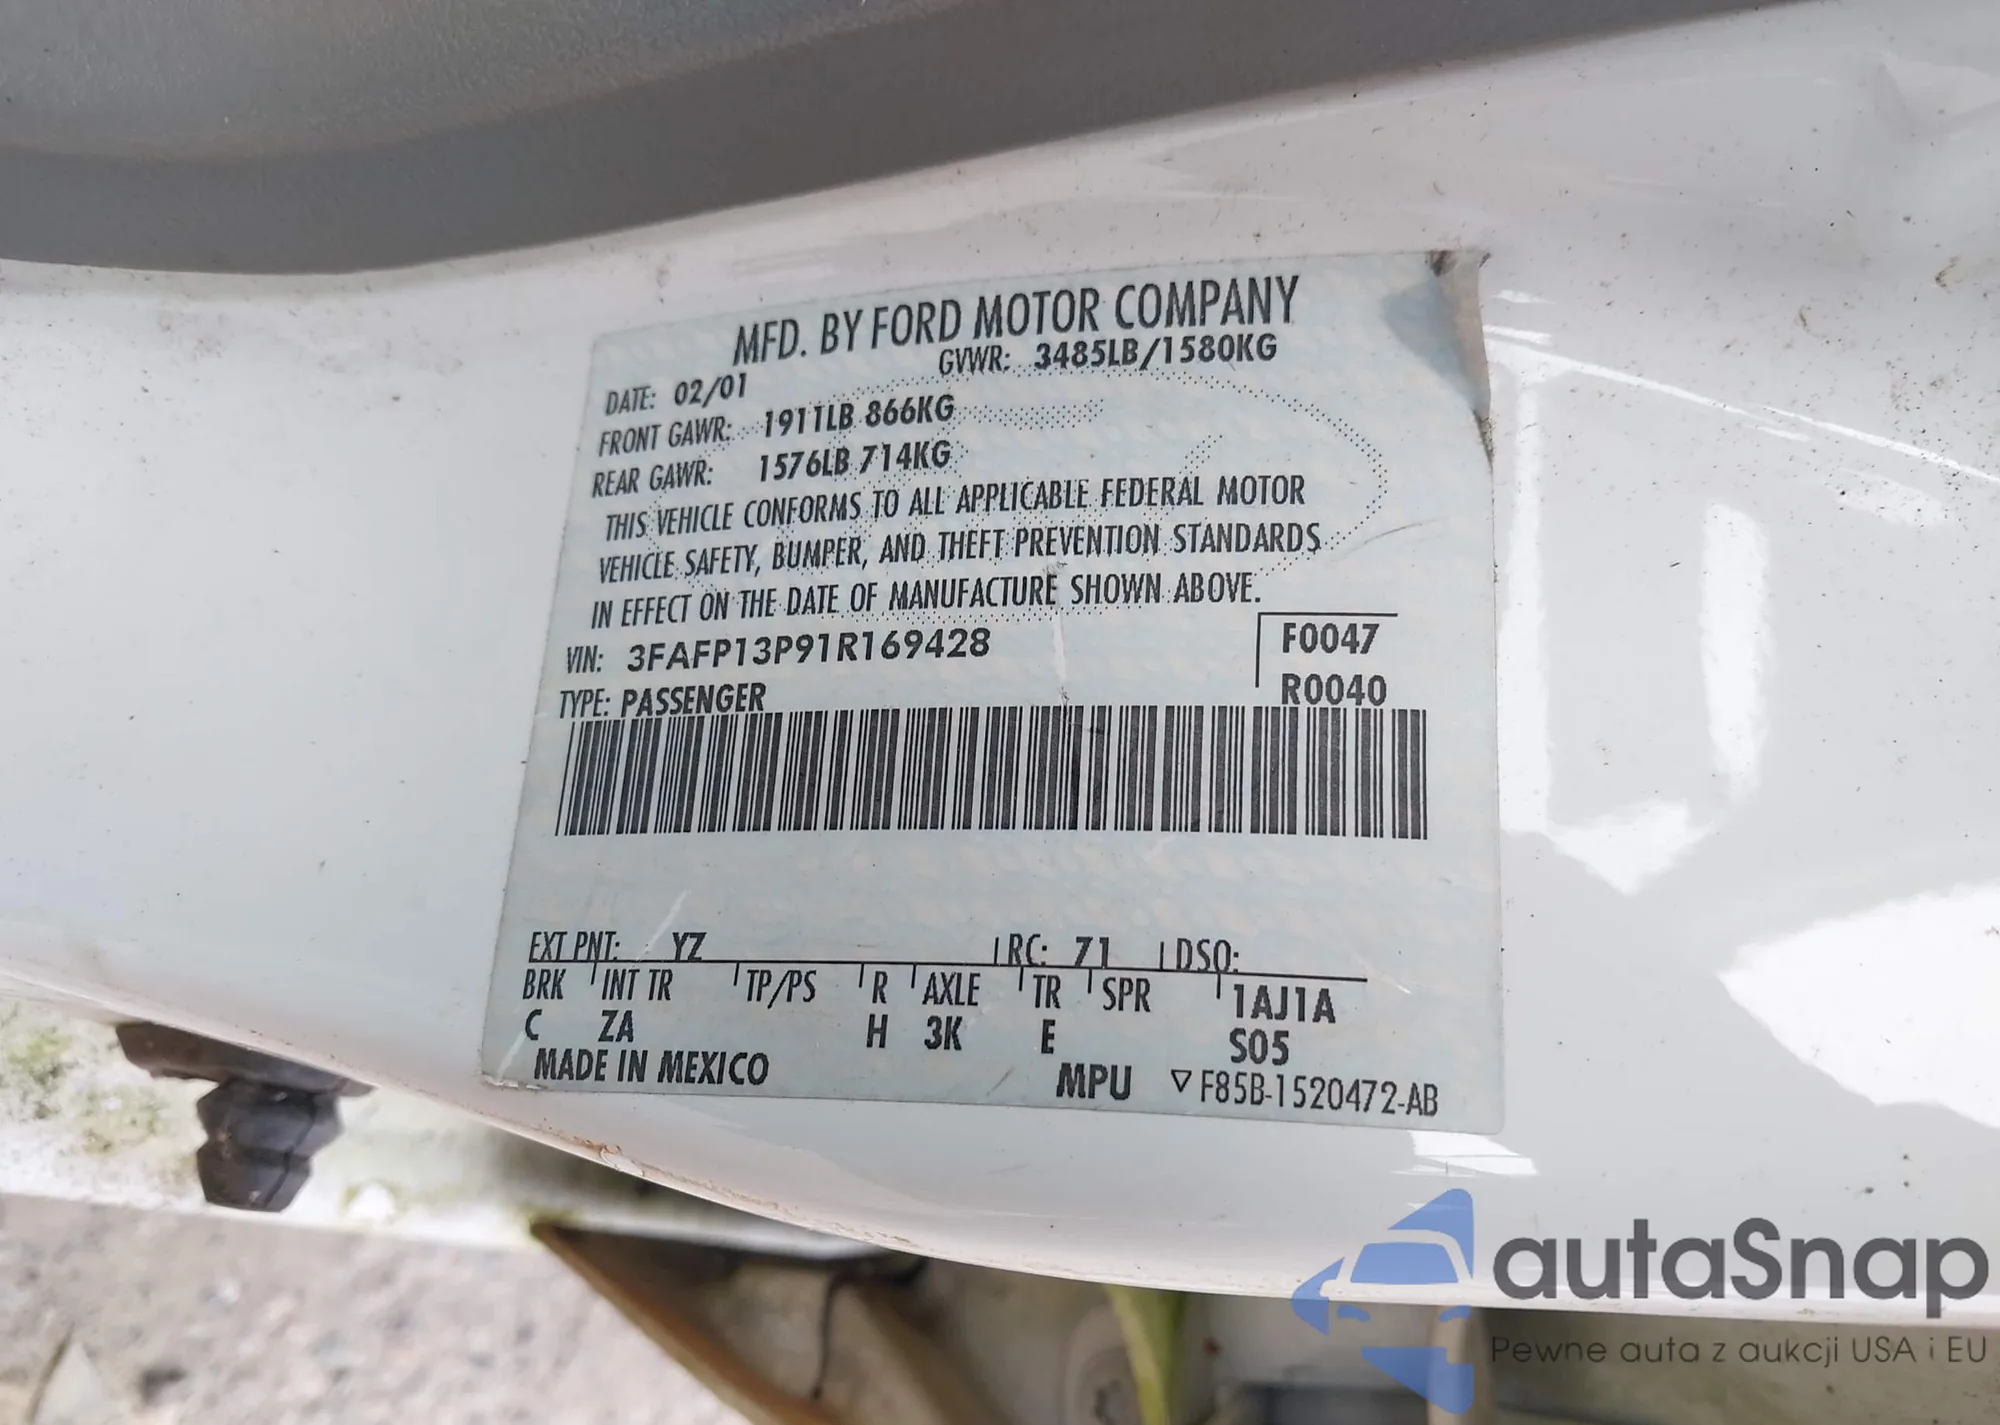 MFD. BY FORD MOTOR COMPANY
DATE: 02/01 GVWR: 3485LB/1580KG
FRONT GAWR: 1911LB 866KG
REAR GAWR: 1576LB 714KG
THIS VEHICLE CONFORMS TO ALL APPLICABLE FEDERAL MOTOR
VEHICLE SAFETY, BUMPER, AND THEFT PREVENTION STANDARDS
IN EFFECT ON THE DATE OF MANUFACTURE SHOWN ABOVE.
VIN: 3FAFP13P91R169428 F0047
TYPE: PASSENGER R0040
EXT PNT: YZ RC: 71 DSO:
BRK INT TR TP/PS R AXLE TR SPR 1AJ1A
C ZA H 3K E S05
MADE IN MEXICO MPU ▽ F85B-1520472-AB
autaSnap
Pewne auta z aukcji USA i EU